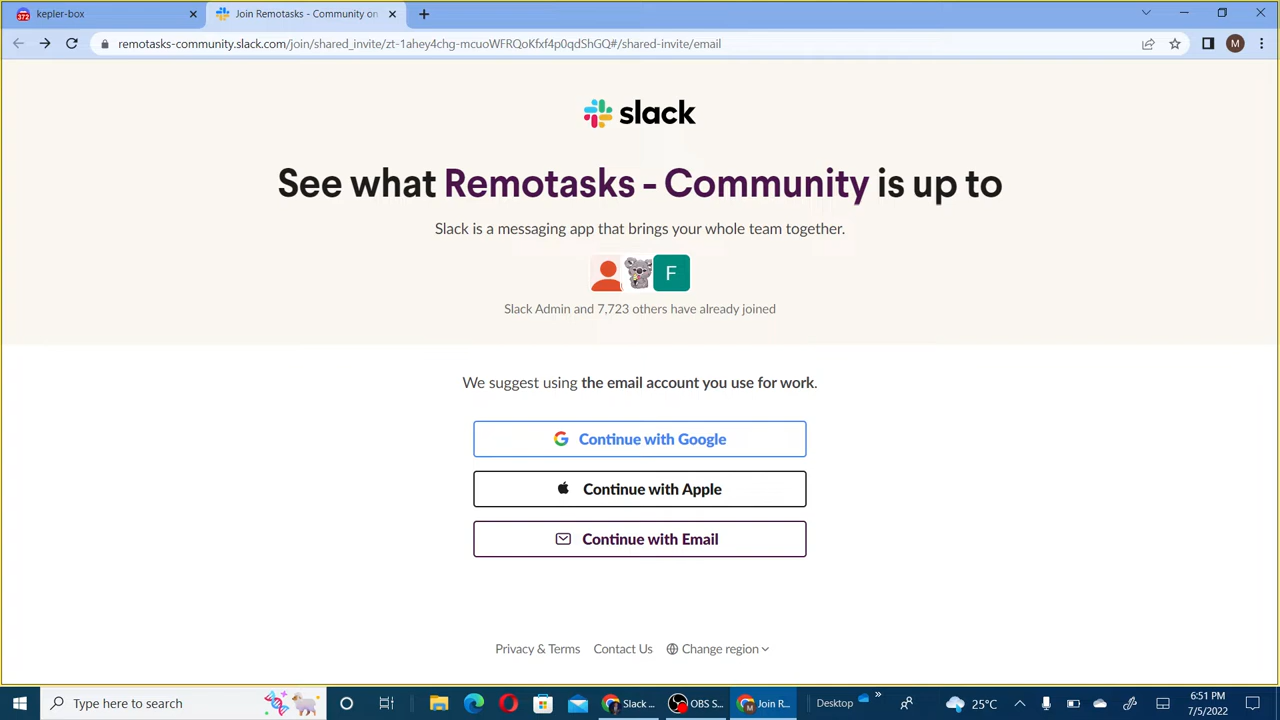 372
kepler-box
Join Remotasks - Community on
remotasks-community.slack.com/join/shared_invite/zt-1ahey4chg-mcuoWFRQoKfxf4p0qdShGQ#/shared-invite/email
M
slack
See what Remotasks - Community is up to
Slack is a messaging app that brings your whole team together.
F
Slack Admin and 7,723 others have already joined
We suggest using the email account you use for work.
Continue with Google
Continue with Apple
Continue with Email
Privacy & Terms Contact Us Change region
Type here to search
Slack ...
OBS S...
Join R...
Desktop
25°C
6:51 PM
7/5/2022